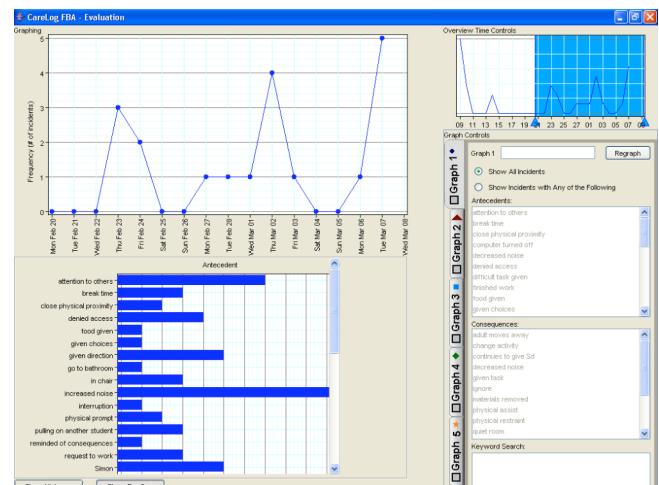 CareLog FBA - Evaluation
Graphing
Frequency (# of incidents)
5
4
3
2
1
0
Mon Feb 20
Tue Feb 21
Wed Feb 22
Thu Feb 23
Fri Feb 24
Sat Feb 25
Sun Feb 26
Mon Feb 27
Tue Feb 28
Wed Mar 01
Thu Mar 02
Fri Mar 03
Sat Mar 04
Sun Mar 05
Mon Mar 06
Tue Mar 07
Wed Mar 08
Antecedent
attention to others
break time
close physical proximity
denied access
food given
given choices
given direction
go to bathroom
in chair
increased noise
interruption
physical prompt
pulling on another student
reminded of consequences
request to work
Simon
Overview Time Controls
09 11 13 15 17 19 21 23 25 27 01 03 05 07
Graph Controls
Graph 1
Graph 2
Graph 3
Graph 4
Graph 5
Graph 1
Regraph
Show All Incidents
Show Incidents with Any of the Following
Antecedents:
attention to others
break time
close physical proximity
computer turned off
decreased noise
denied access
difficult task given
finished work
food given
given choices
Consequences:
adult moves away
change activity
continues to give Sd
decreased noise
given task
ignore
materials removed
physical assist
physical restraint
quiet room
Keyword Search: